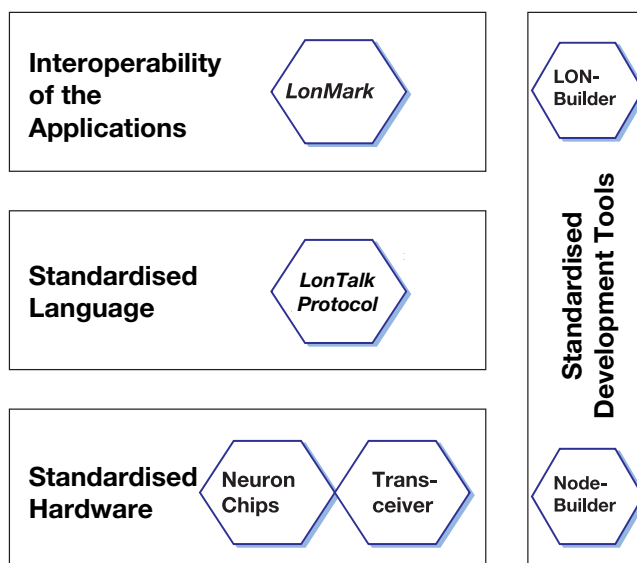 Interoperability
of the
Applications
LonMark
Standardised
Language
LonTalk
Protocol
Standardised
Hardware
Neuron
Chips
Trans-
ceiver
LON-
Builder
Standardised
Development Tools
Node-
Builder